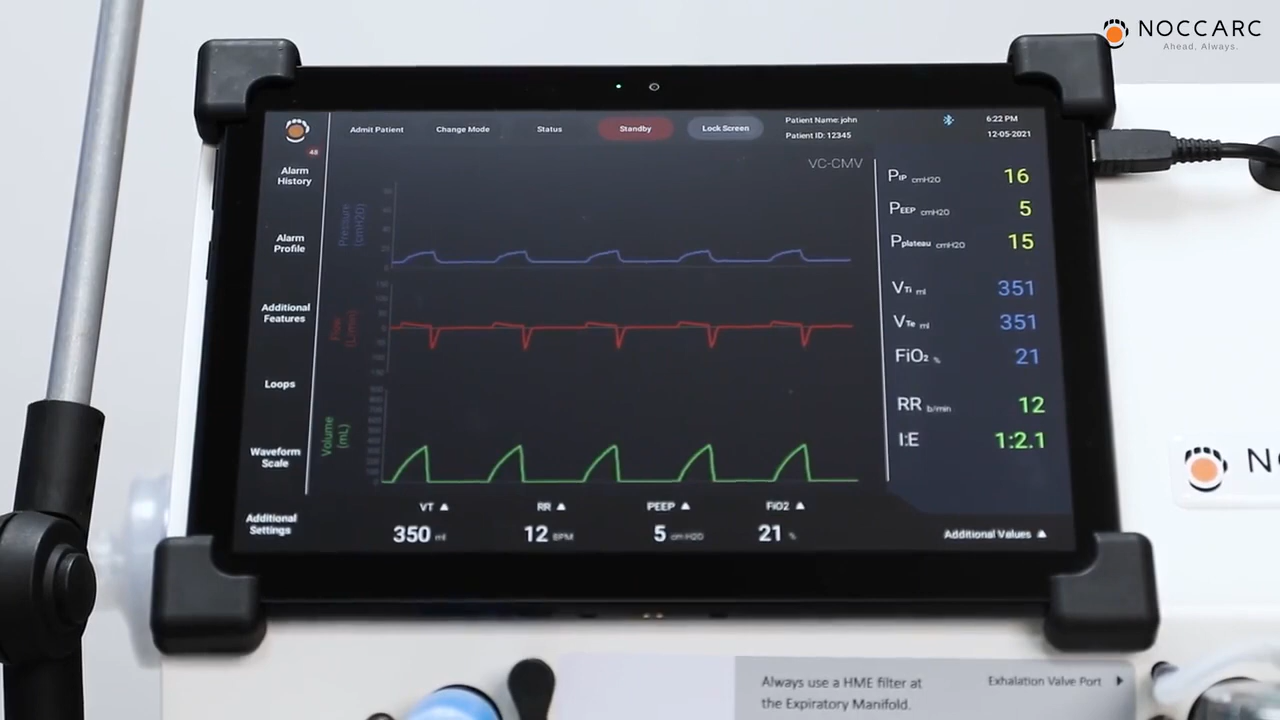 NOCCARC
Ahead. Always.
Admit Patient
Change Mode
Status
Standby
Lock Screen
Patient Name: john
Patient ID: 12345
6:22 PM
12-05-2021
48
Alarm
History
Alarm
Profile
Additional
Features
Loops
Waveform
Scale
Additional
Settings
VC-CMV
Pressure
(cmH2O)
Flow
(L/min)
Volume
(mL)
PIP cmH2O 16
PEEP cmH2O 5
Pplateau cmH2O 15
VTi ml 351
VTe ml 351
FiO2 % 21
RR b/min 12
I:E 1:2.1
VT ▲ RR ▲ PEEP ▲ FiO2 ▲
350 ml 12 BPM 5 cmH2O 21 %
Additional Values ▲
Always use a HME filter at
the Expiratory Manifold.
Exhalation Valve Port